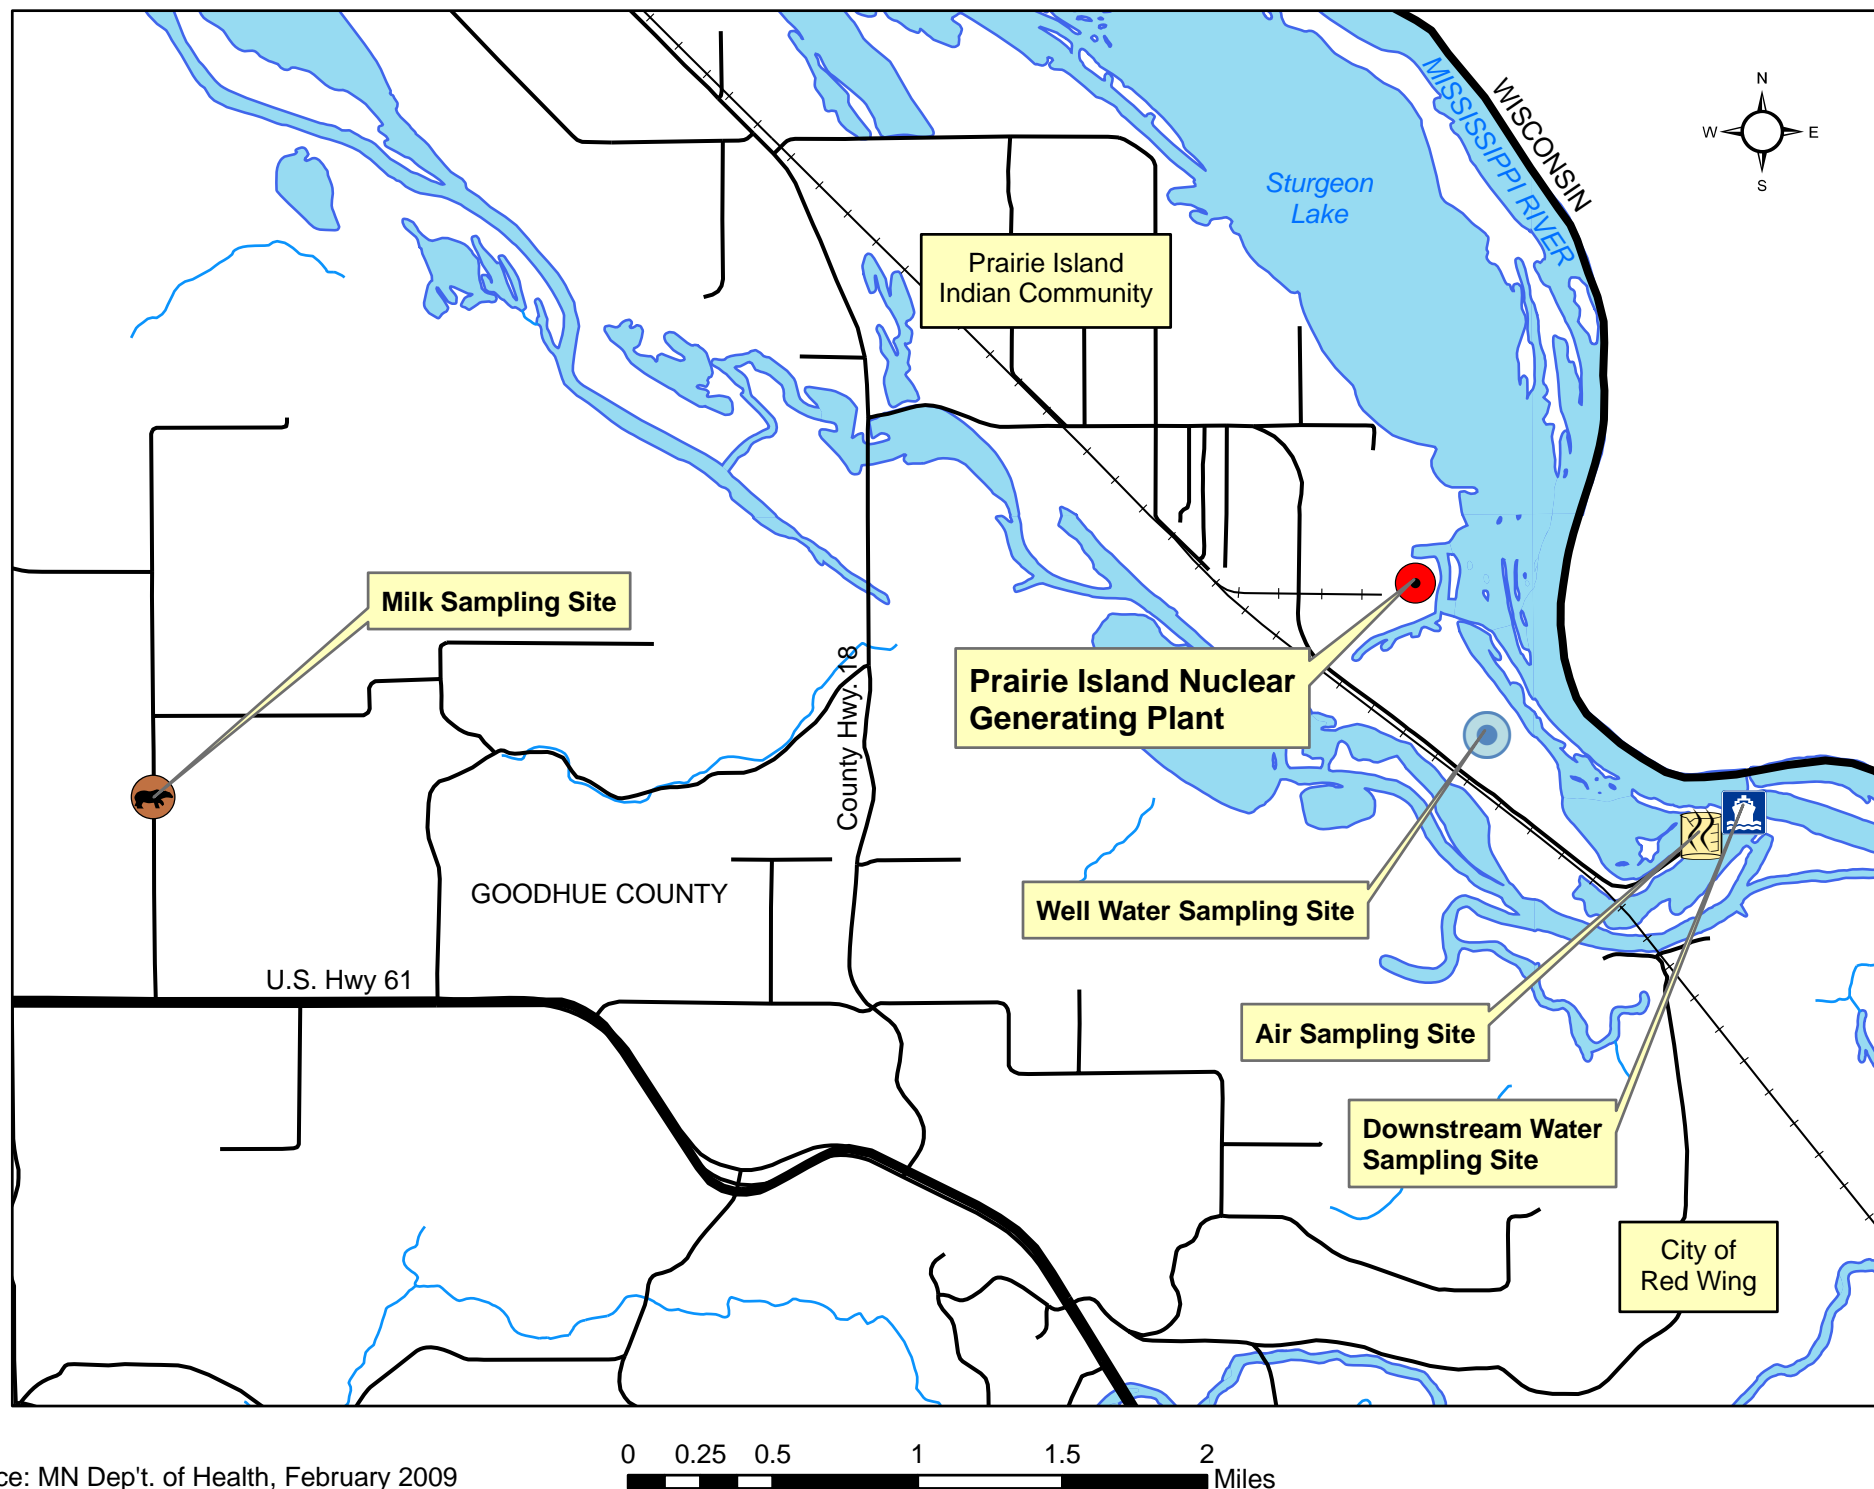 MISSISSIPPI RIVER
WISCONSIN
N
W E
S
Sturgeon
Lake
Prairie Island
Indian Community
Milk Sampling Site
County Hwy. 18
Prairie Island Nuclear
Generating Plant
GOODHUE COUNTY
Well Water Sampling Site
U.S. Hwy 61
Air Sampling Site
Downstream Water
Sampling Site
City of
Red Wing
0 0.25 0.5 1 1.5 2
Miles
ce: MN Dep't. of Health, February 2009